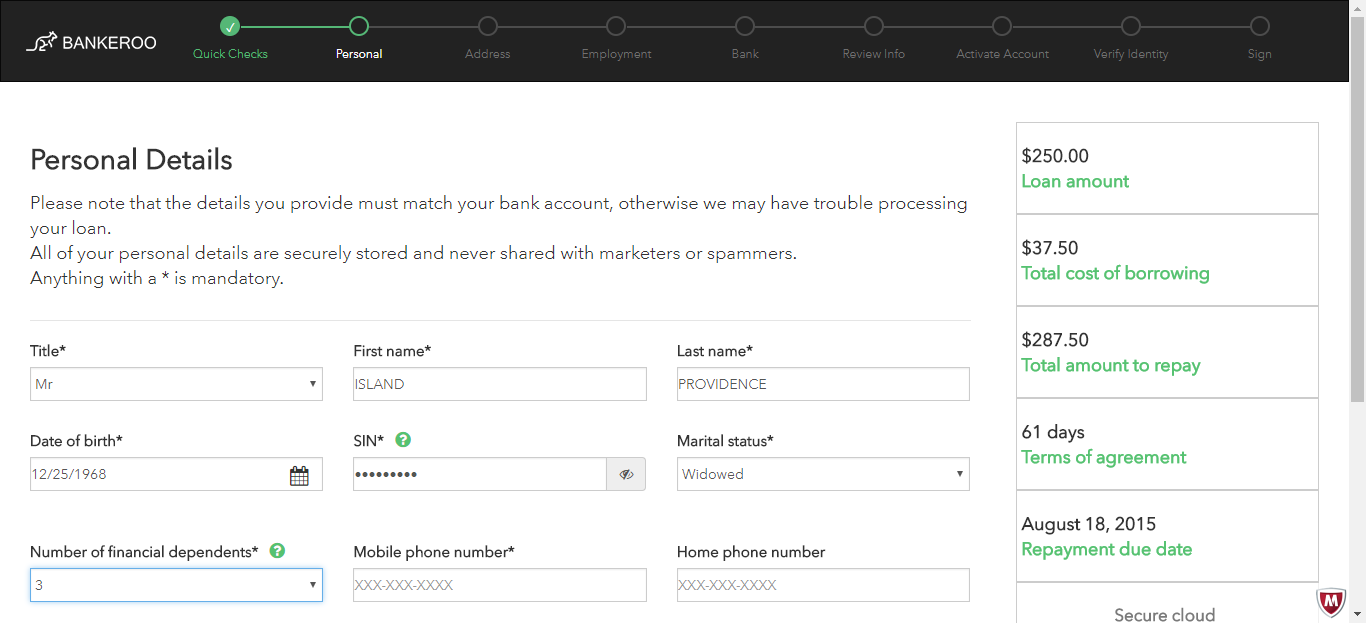 BANKEROO
Quick Checks
Personal
Address
Employment
Bank
Review Info
Activate Account
Verify Identity
Sign
Personal Details
Please note that the details you provide must match your bank account, otherwise we may have trouble processing
your loan.
All of your personal details are securely stored and never shared with marketers or spammers.
Anything with a * is mandatory.
Title*
First name*
Last name*
Mr
ISLAND
PROVIDENCE
Date of birth*
SIN* ?
Marital status*
12/25/1968
•••••••••
Widowed
Number of financial dependents* ?
Mobile phone number*
Home phone number
3
XXX-XXX-XXXX
XXX-XXX-XXXX
$250.00
Loan amount
$37.50
Total cost of borrowing
$287.50
Total amount to repay
61 days
Terms of agreement
August 18, 2015
Repayment due date
Secure cloud
M